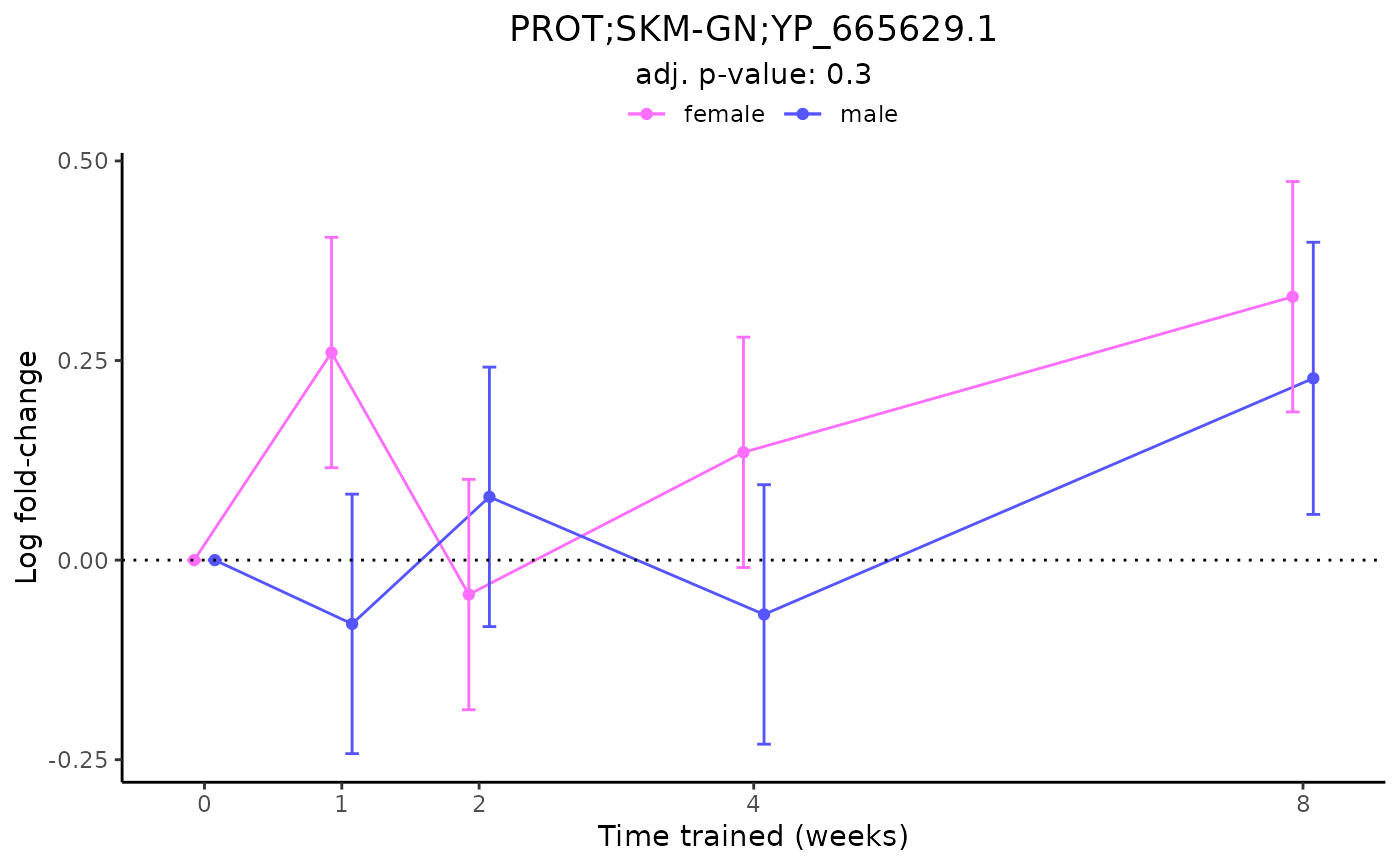 PROT;SKM-GN;YP_665629.1
adj. p-value: 0.3
female male
0.50
0.25
0.00
-0.25
Log fold-change
0 1 2 4 8
Time trained (weeks)